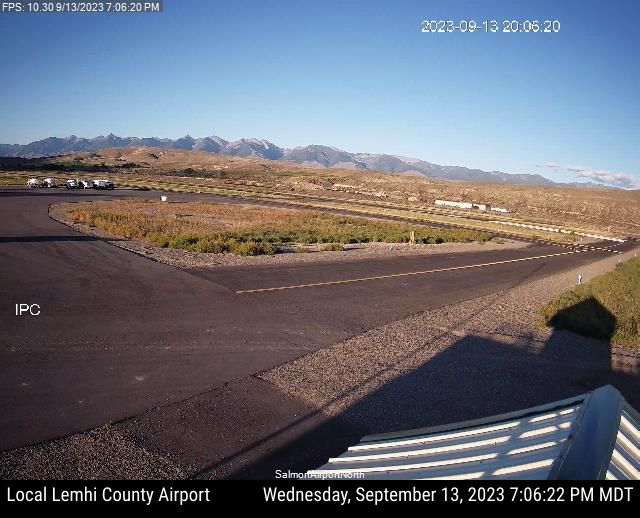 FPS: 10.30 9/13/2023 7:06:20 PM
2023-09-13 20:06:20
IPC
SalmonAirportNorth
Local Lemhi County Airport Wednesday, September 13, 2023 7:06:22 PM MDT